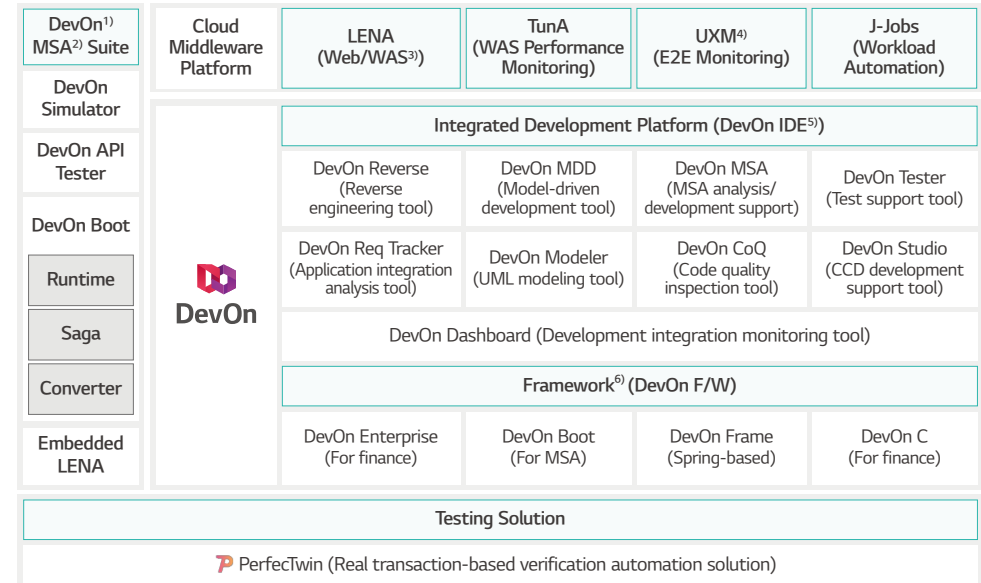 DevOn1)
MSA2) Suite
DevOn
Simulator
DevOn API
Tester
DevOn Boot
Runtime
Saga
Converter
Embedded
LENA
Cloud
Middleware
Platform
LENA
(Web/WAS3))
TunA
(WAS Performance
Monitoring)
UXM4)
(E2E Monitoring)
J-Jobs
(Workload
Automation)
DevOn
Integrated Development Platform (DevOn IDE5))
DevOn Reverse
(Reverse
engineering tool)
DevOn MDD
(Model-driven
development tool)
DevOn MSA
(MSA analysis/
development support)
DevOn Tester
(Test support tool)
DevOn Req Tracker
(Application integration
analysis tool)
DevOn Modeler
(UML modeling tool)
DevOn CoQ
(Code quality
inspection tool)
DevOn Studio
(CCD development
support tool)
DevOn Dashboard (Development integration monitoring tool)
Framework6) (DevOn F/W)
DevOn Enterprise
(For finance)
DevOn Boot
(For MSA)
DevOn Frame
(Spring-based)
DevOn C
(For finance)
Testing Solution
PerfecTwin (Real transaction-based verification automation solution)